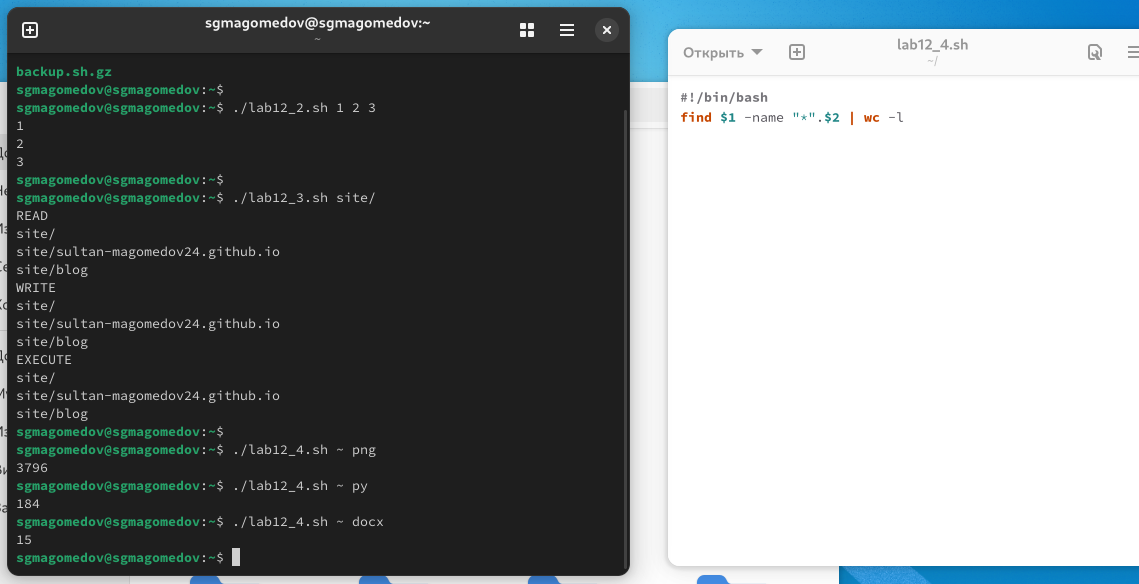 sgmagomedov@sgmagomedov:~
~
backup.sh.gz
sgmagomedov@sgmagomedov:~$
sgmagomedov@sgmagomedov:~$ ./lab12_2.sh 1 2 3
1
2
3
sgmagomedov@sgmagomedov:~$
sgmagomedov@sgmagomedov:~$ ./lab12_3.sh site/
READ
site/
site/sultan-magomedov24.github.io
site/blog
WRITE
site/
site/sultan-magomedov24.github.io
site/blog
EXECUTE
site/
site/sultan-magomedov24.github.io
site/blog
sgmagomedov@sgmagomedov:~$
sgmagomedov@sgmagomedov:~$ ./lab12_4.sh ~ png
3796
sgmagomedov@sgmagomedov:~$ ./lab12_4.sh ~ py
184
sgmagomedov@sgmagomedov:~$ ./lab12_4.sh ~ docx
15
sgmagomedov@sgmagomedov:~$
Открыть
lab12_4.sh
~/
#!/bin/bash
find $1 -name "*".$2 | wc -l